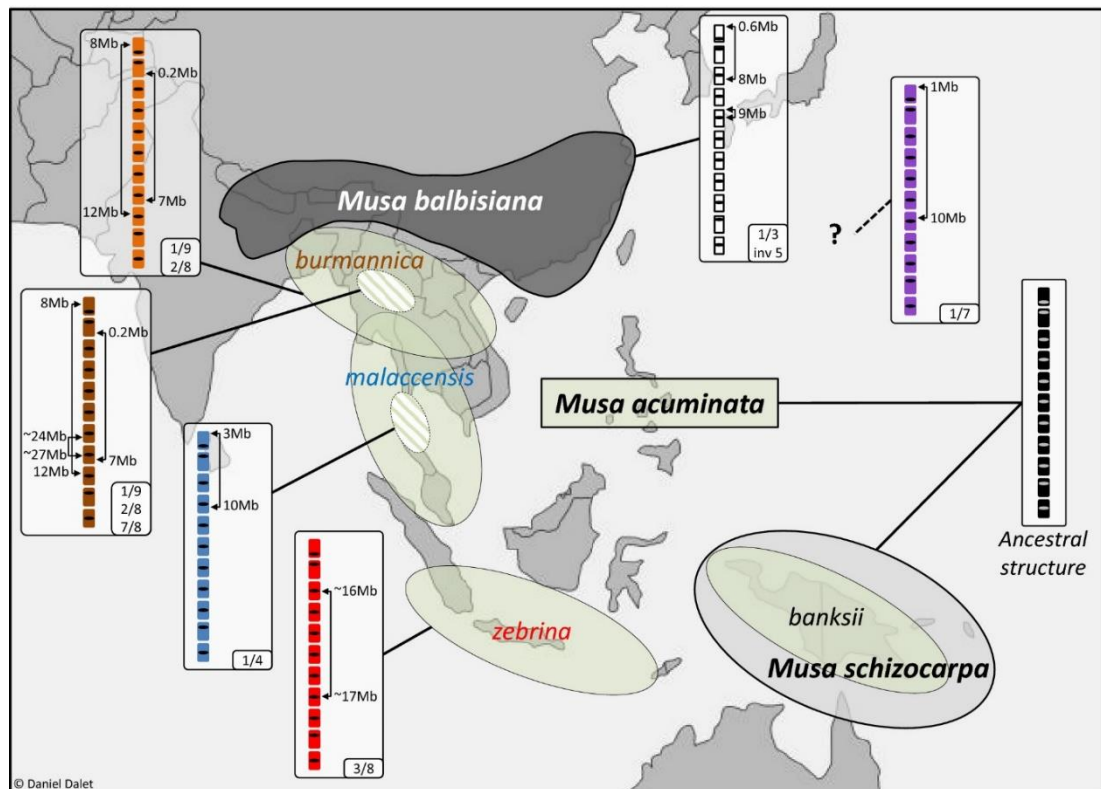 8Mb
0.2Mb
7Mb
12Mb
1/9
2/8
0.6Mb
8Mb
9Mb
1/3
inv 5
1Mb
10Mb
1/7
?
Musa balbisiana
burmannica
8Mb
0.2Mb
~24Mb
~27Mb
7Mb
12Mb
1/9
2/8
7/8
malaccensis
3Mb
10Mb
1/4
Musa acuminata
Ancestral
structure
~16Mb
~17Mb
3/8
zebrina
banksii
Musa schizocarpa
© Daniel Dalet